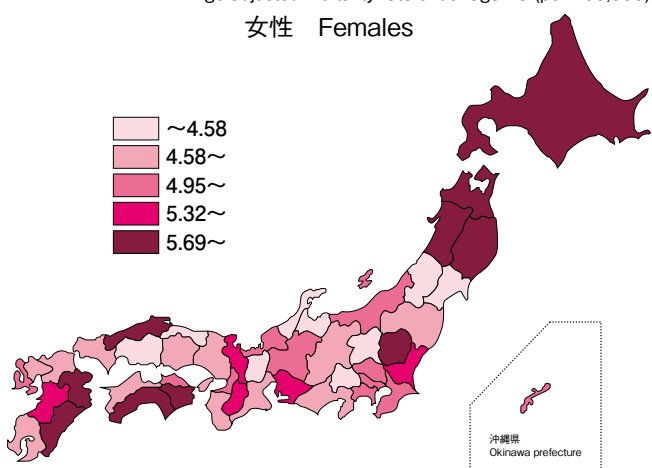 女性 Females
～4.58
4.58～
4.95～
5.32～
5.69～
沖縄県
Okinawa prefecture